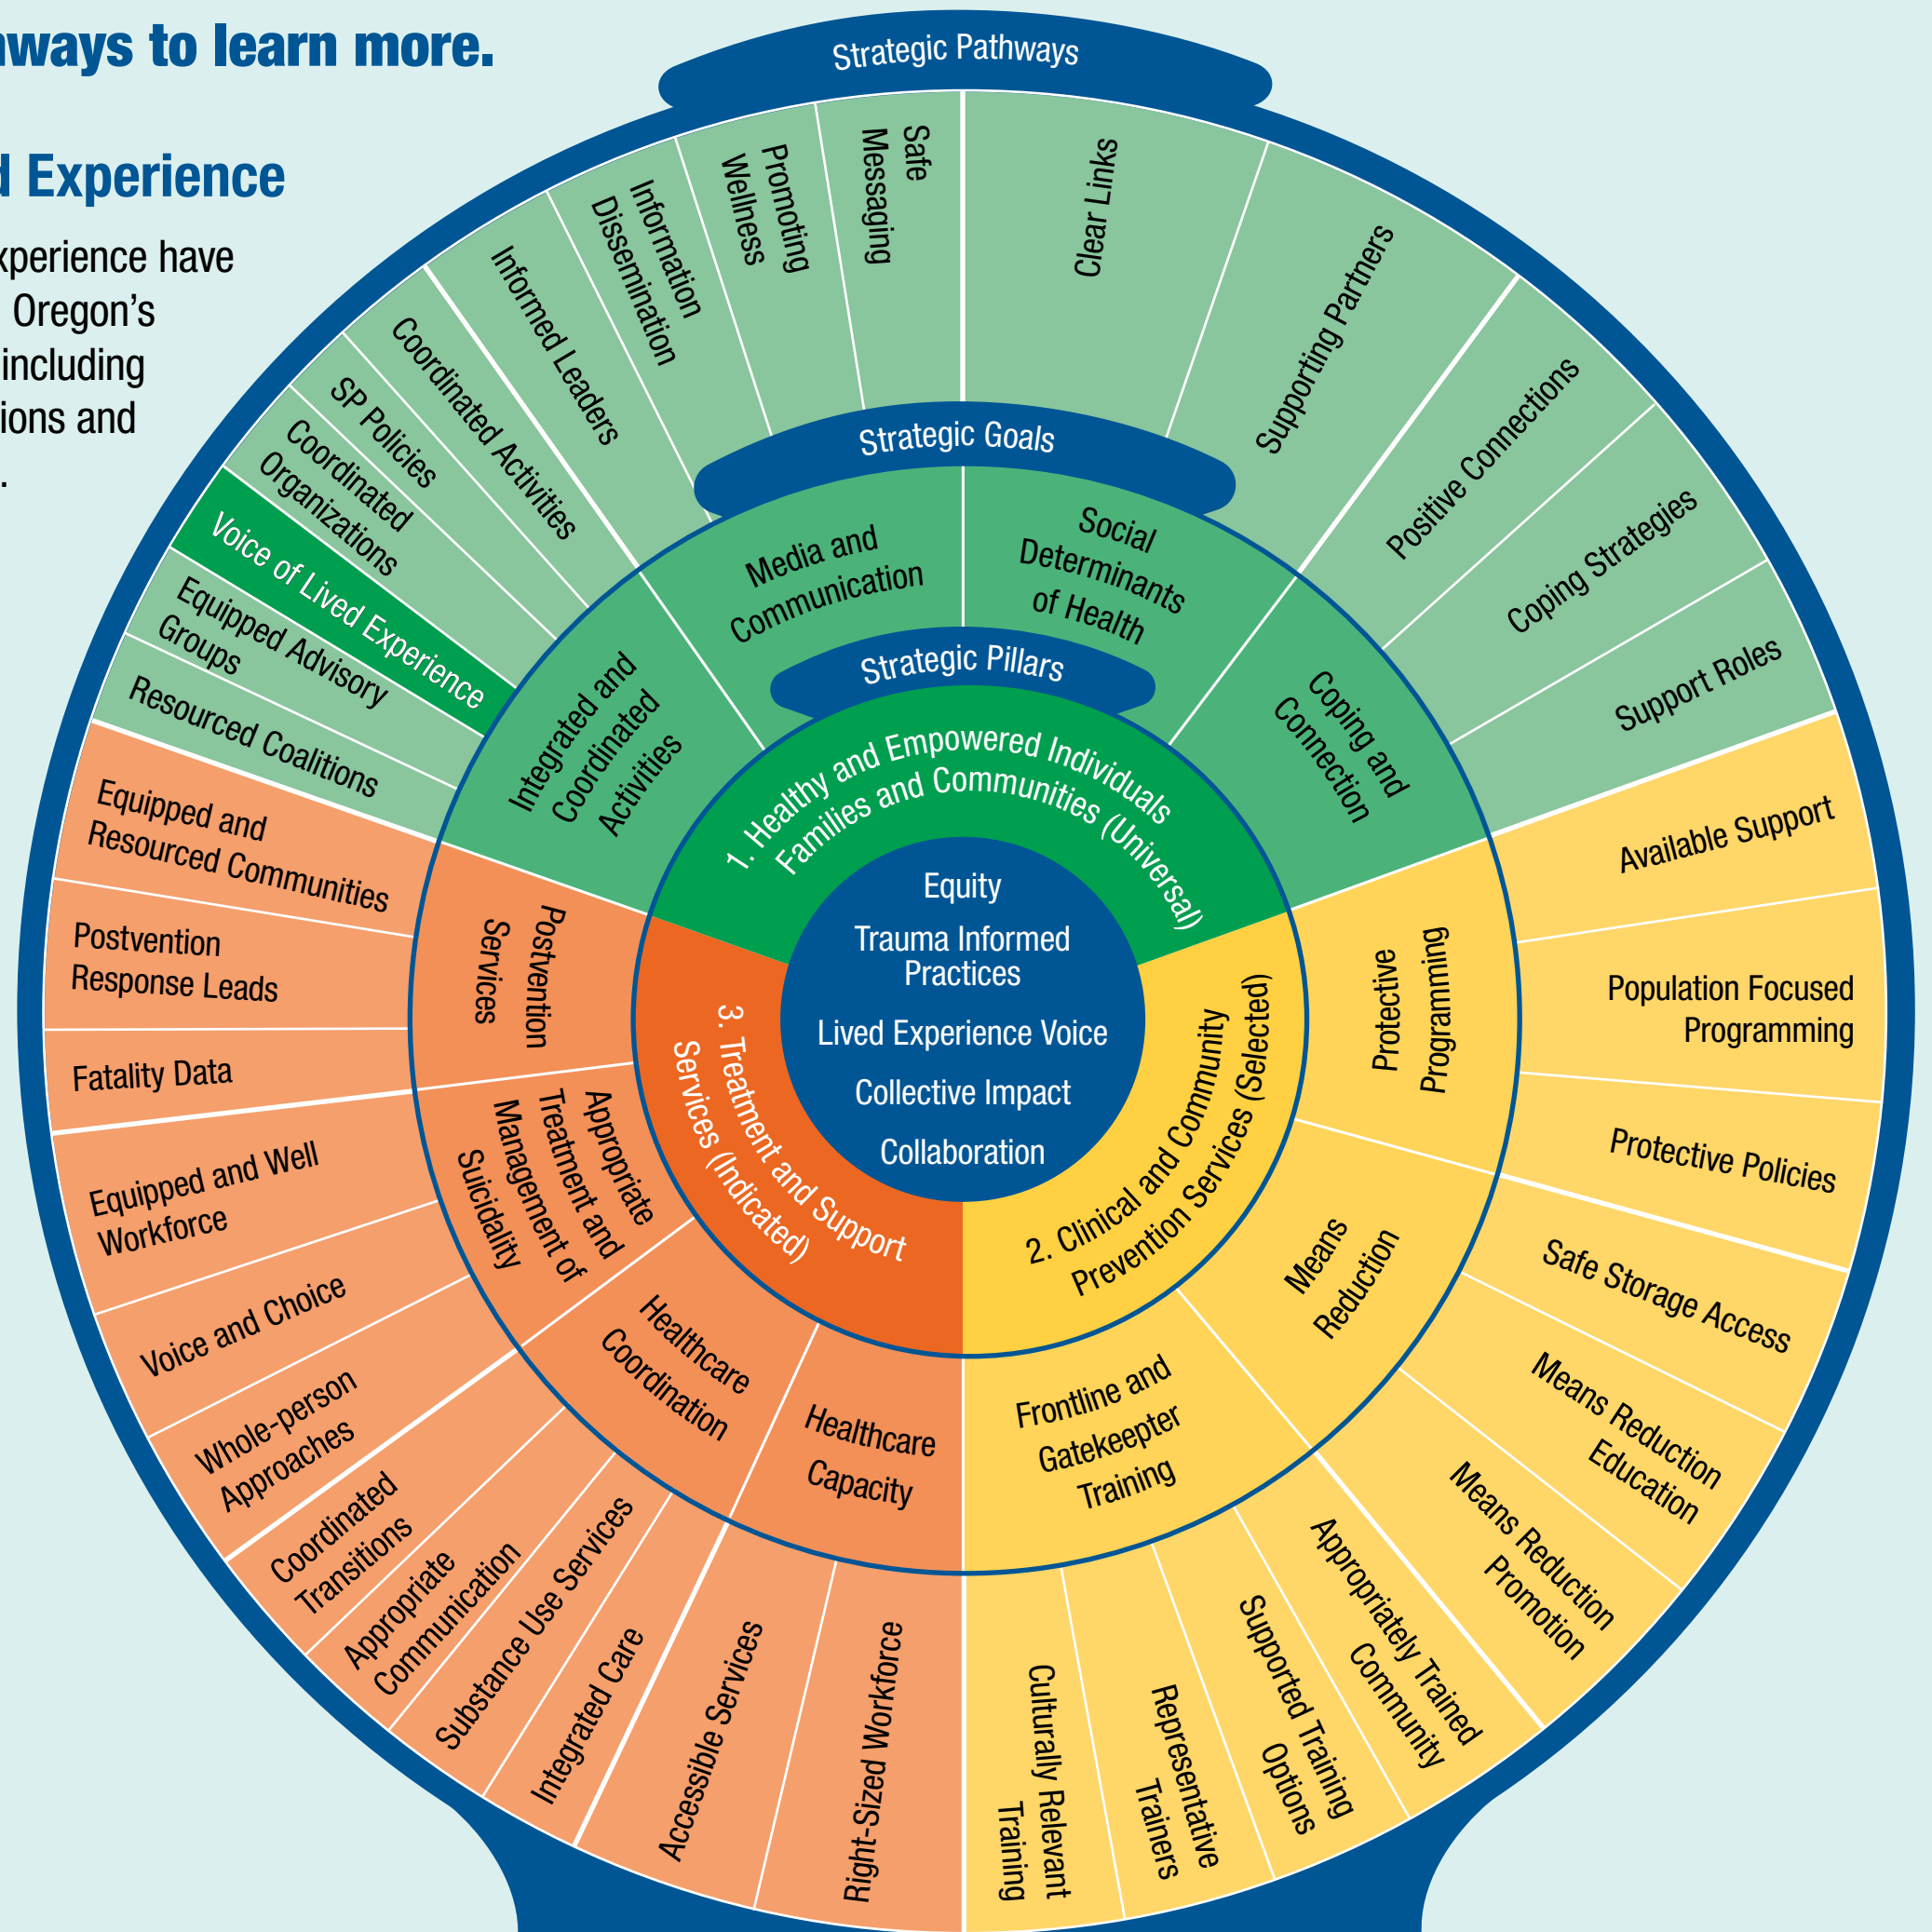 hways to learn more.
d Experience
xperience have
Oregon’s
including
ions and
.
Strategic Pathways
Safe
Messaging
Promoting
Wellness
Information
Dissemination
Informed Leaders
Coordinated Activities
SP Policies
Coordinated
Organizations
Voice of Lived Experience
Equipped Advisory
Groups
Resourced Coalitions
Clear Links
Supporting Partners
Positive Connections
Coping Strategies
Support Roles
Strategic Goals
Media and
Communication
Social
Determinants
of Health
Integrated and
Coordinated
Activities
Coping and
Connection
Strategic Pillars
1. Healthy and Empowered Individuals
Families and Communities (Universal)
Equity
Trauma Informed
Practices
Lived Experience Voice
Collective Impact
Collaboration
2. Clinical and Community
Prevention Services (Selected)
Protective
Programming
Available Support
Population Focused
Programming
Protective Policies
Means
Reduction
Safe Storage Access
Means Reduction
Education
Means Reduction
Promotion
Frontline and
Gatekeeper
Training
Appropriately Trained
Community
Supported Training
Options
Representative
Trainers
Culturally Relevant
Training
3. Treatment and Support
Services (Indicated)
Healthcare
Capacity
Right-Sized Workforce
Accessible Services
Healthcare
Coordination
Integrated Care
Substance Use Services
Appropriate
Communication
Coordinated
Transitions
Appropriate
Treatment and
Management of
Suicidality
Whole-person
Approaches
Voice and Choice
Equipped and Well
Workforce
Postvention
Services
Fatality Data
Postvention
Response Leads
Equipped and
Resourced Communities